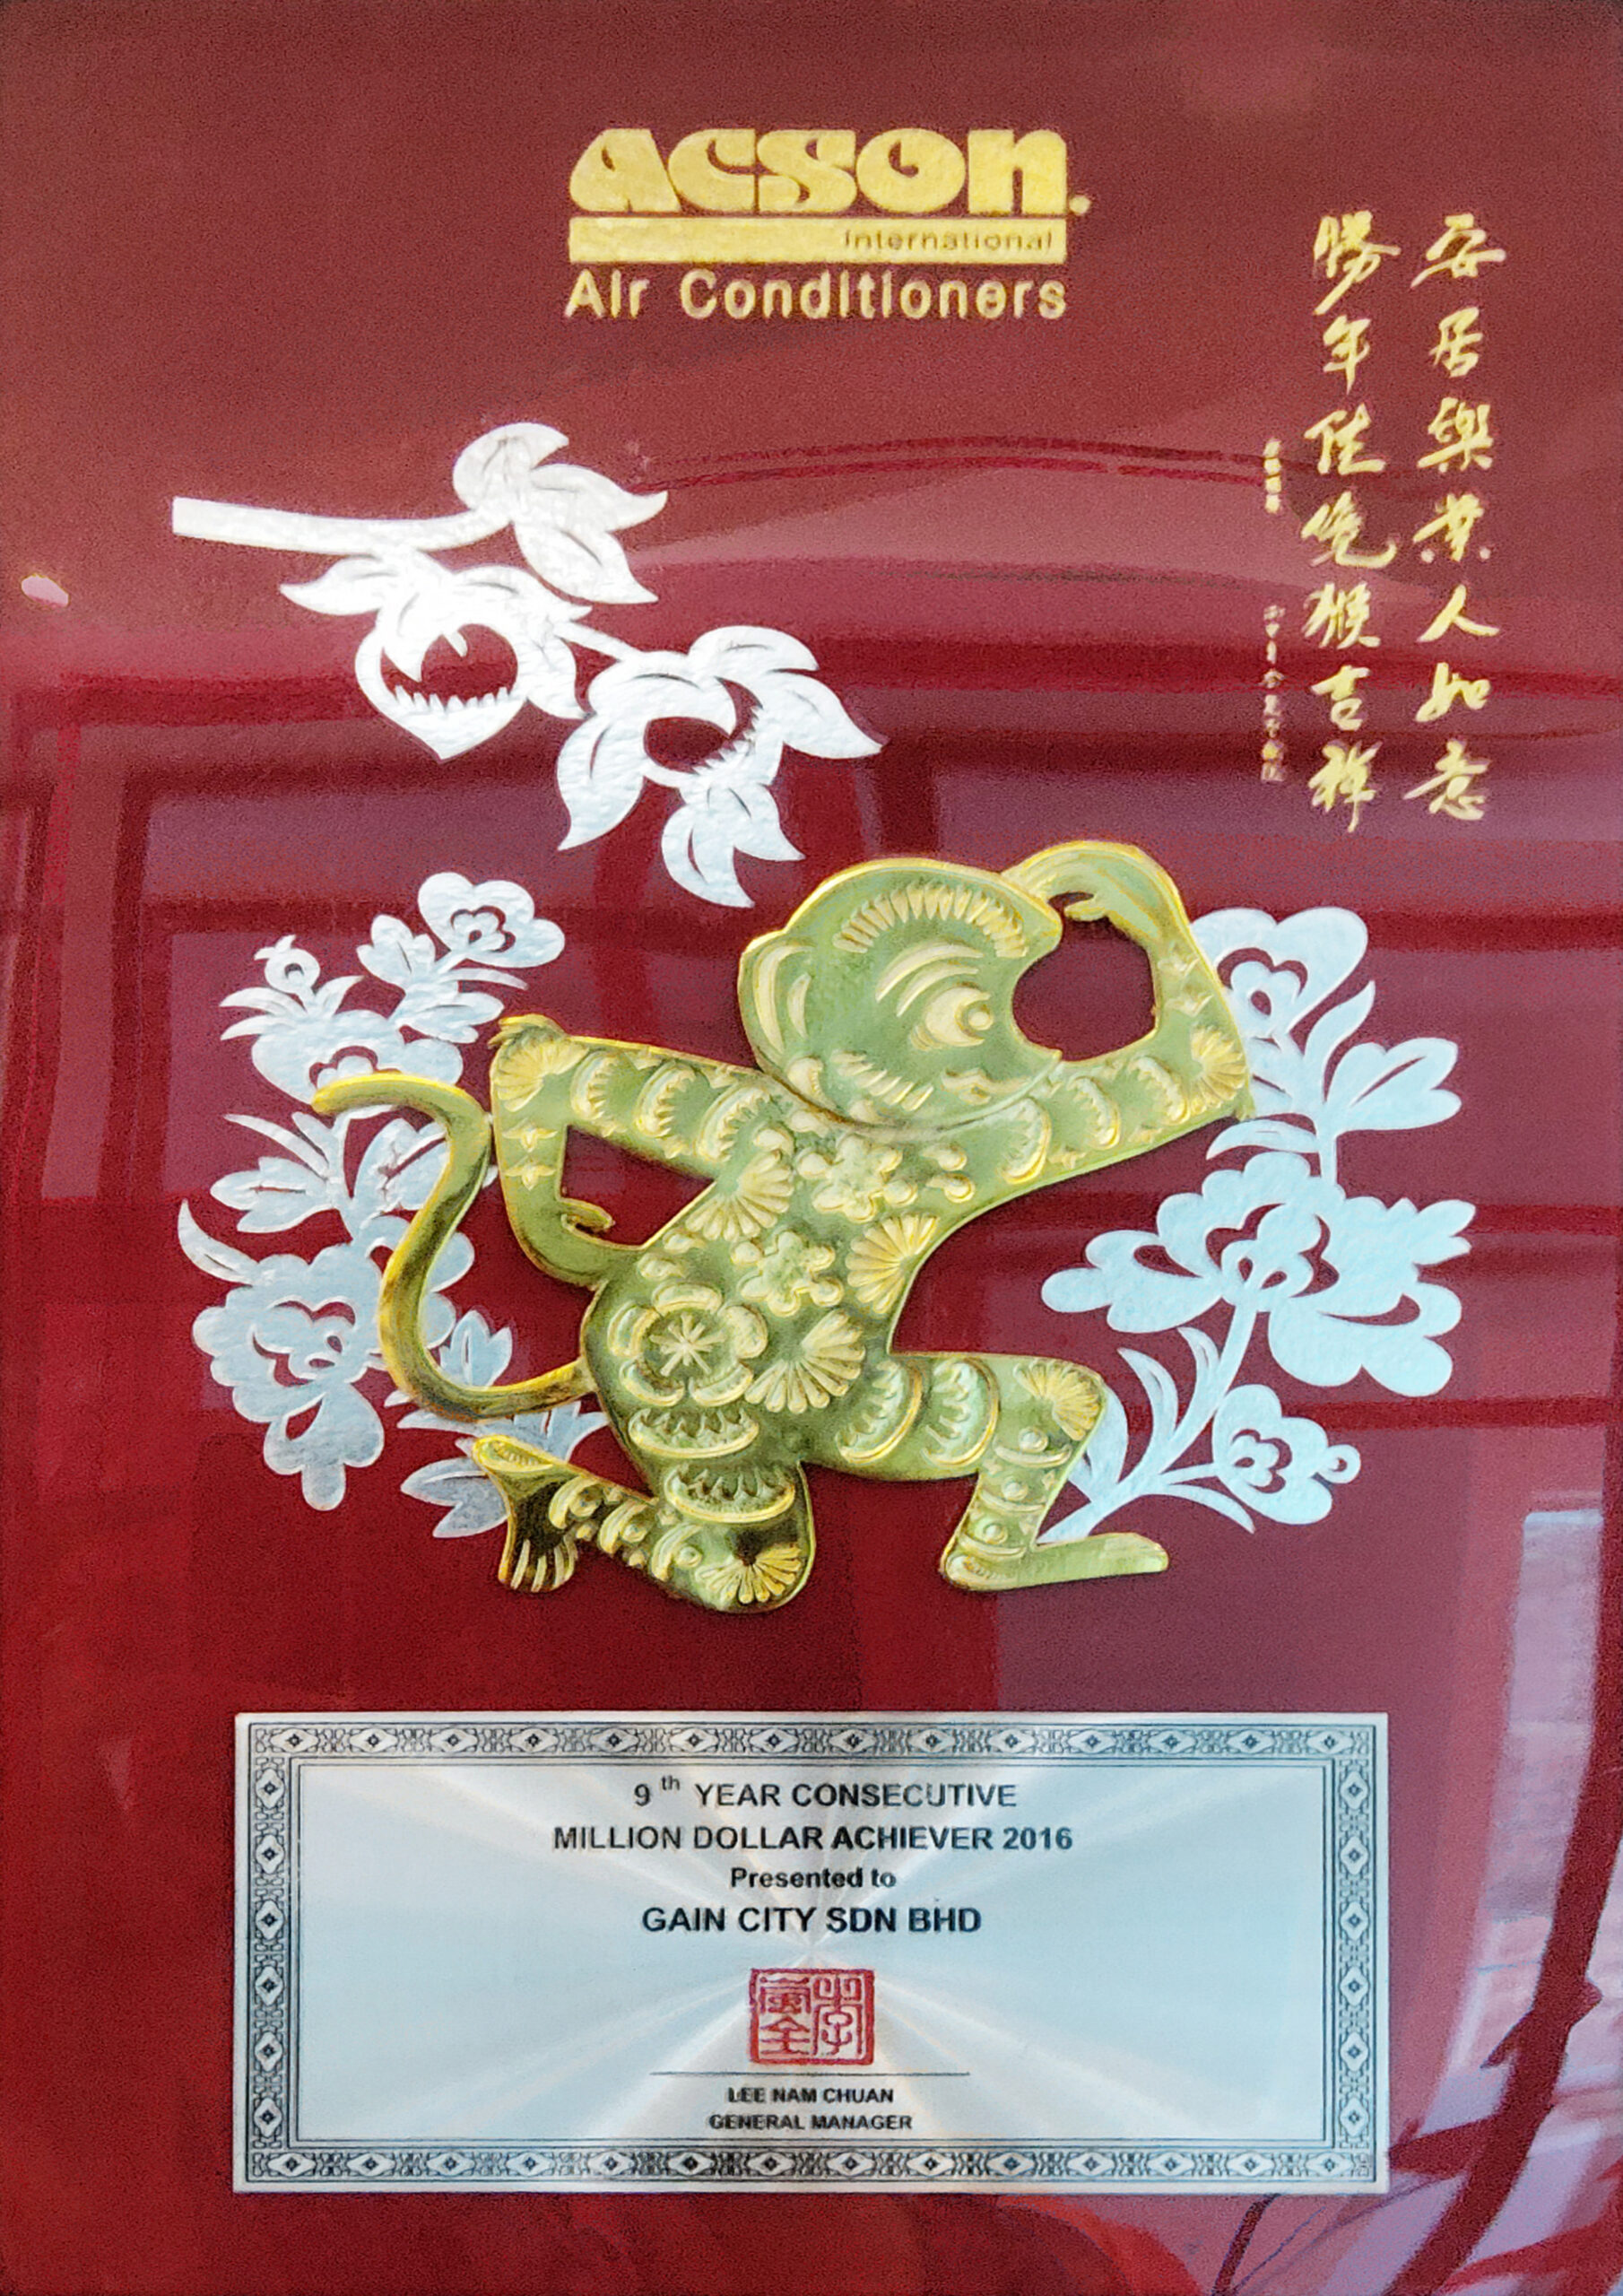 acson.
International
Air Conditioners
安居樂業人如意
勝年佳境猴吉祥
9th YEAR CONSECUTIVE
MILLION DOLLAR ACHIEVER 2016
Presented to
GAIN CITY SDN BHD
LEE NAM CHUAN
GENERAL MANAGER